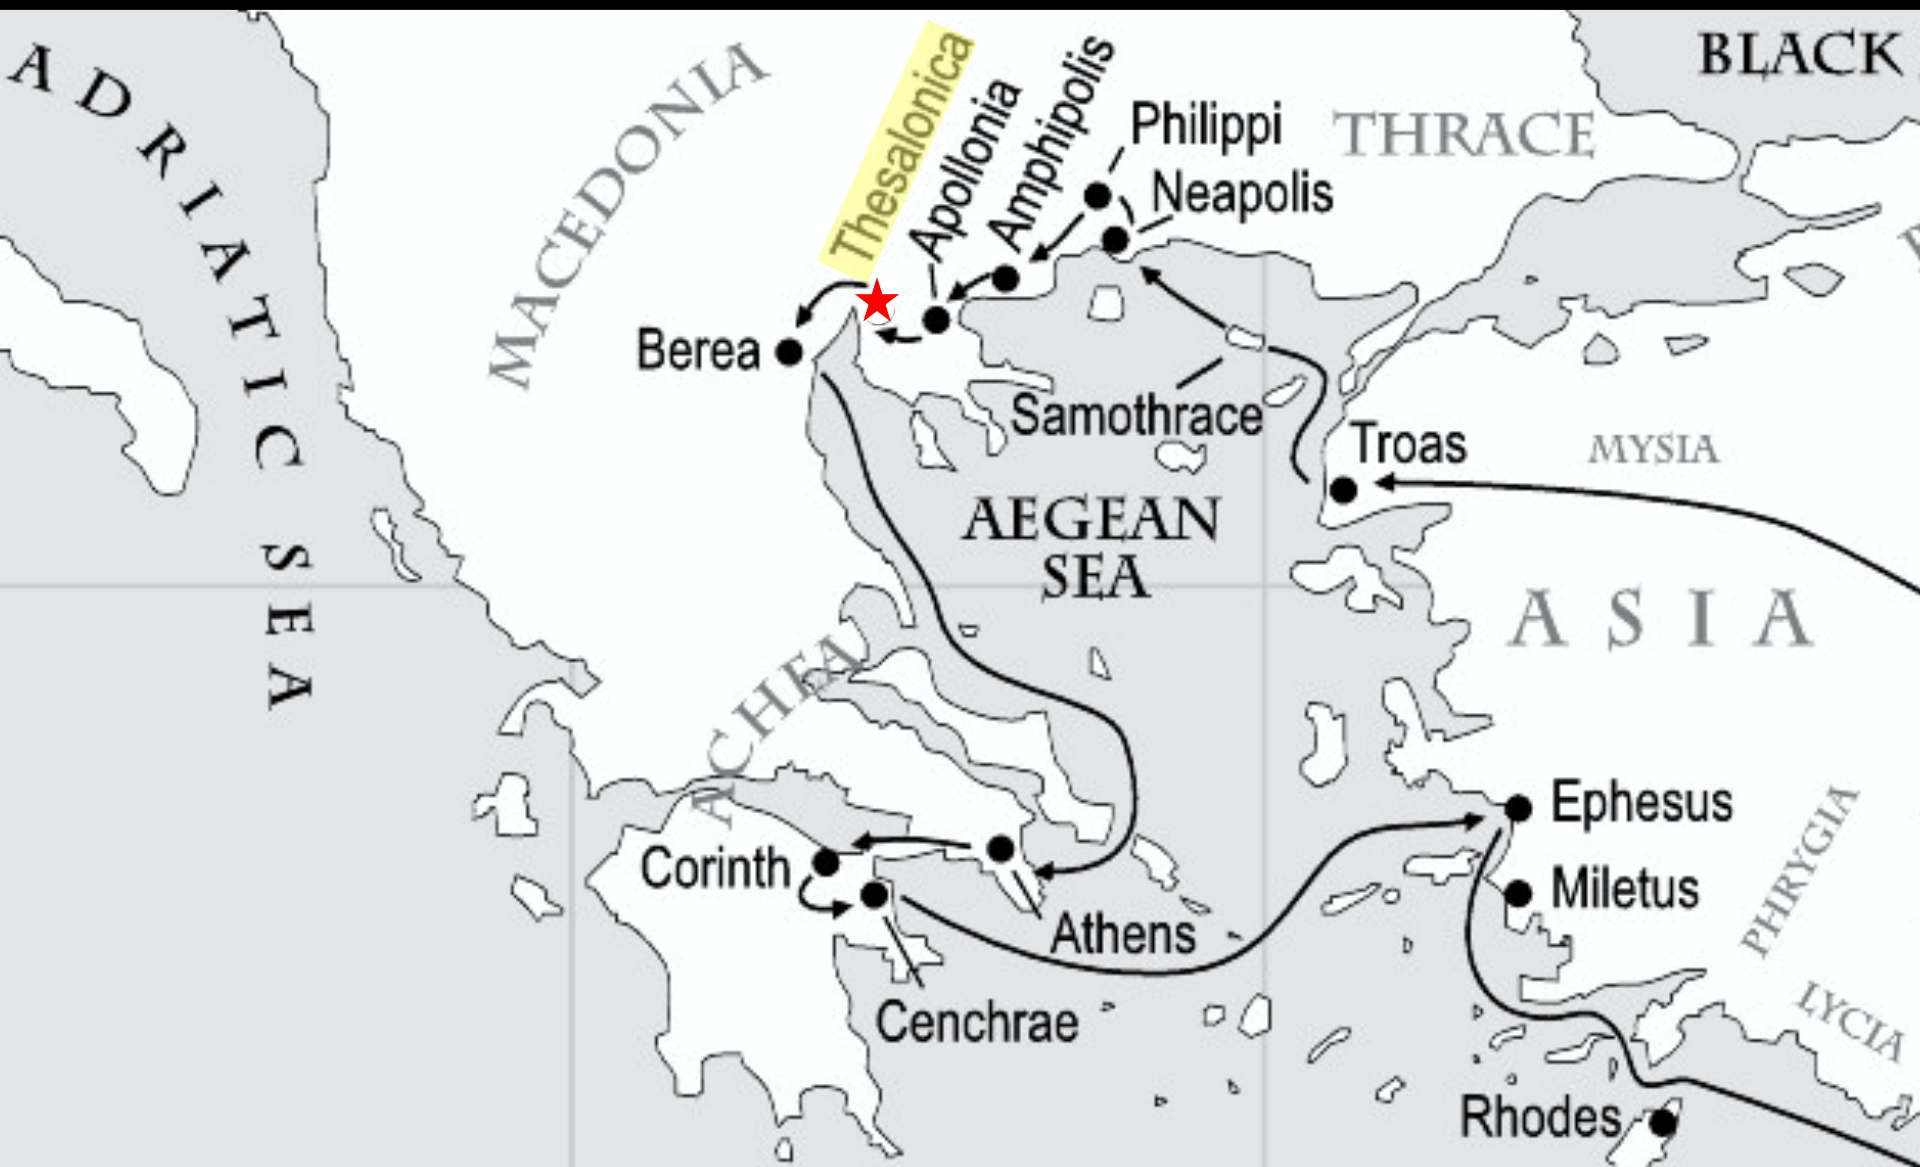 ADRIATIC SEA
MACEDONIA
Thesalonica
Apollonia
Amphipolis
Philippi
Neapolis
THRACE
BLACK
Berea
Samothrace
Troas
MYSIA
AEGEAN
SEA
ASIA
ACHEA
Corinth
Athens
Cenchrae
Ephesus
Miletus
PHRYGIA
LYCIA
Rhodes